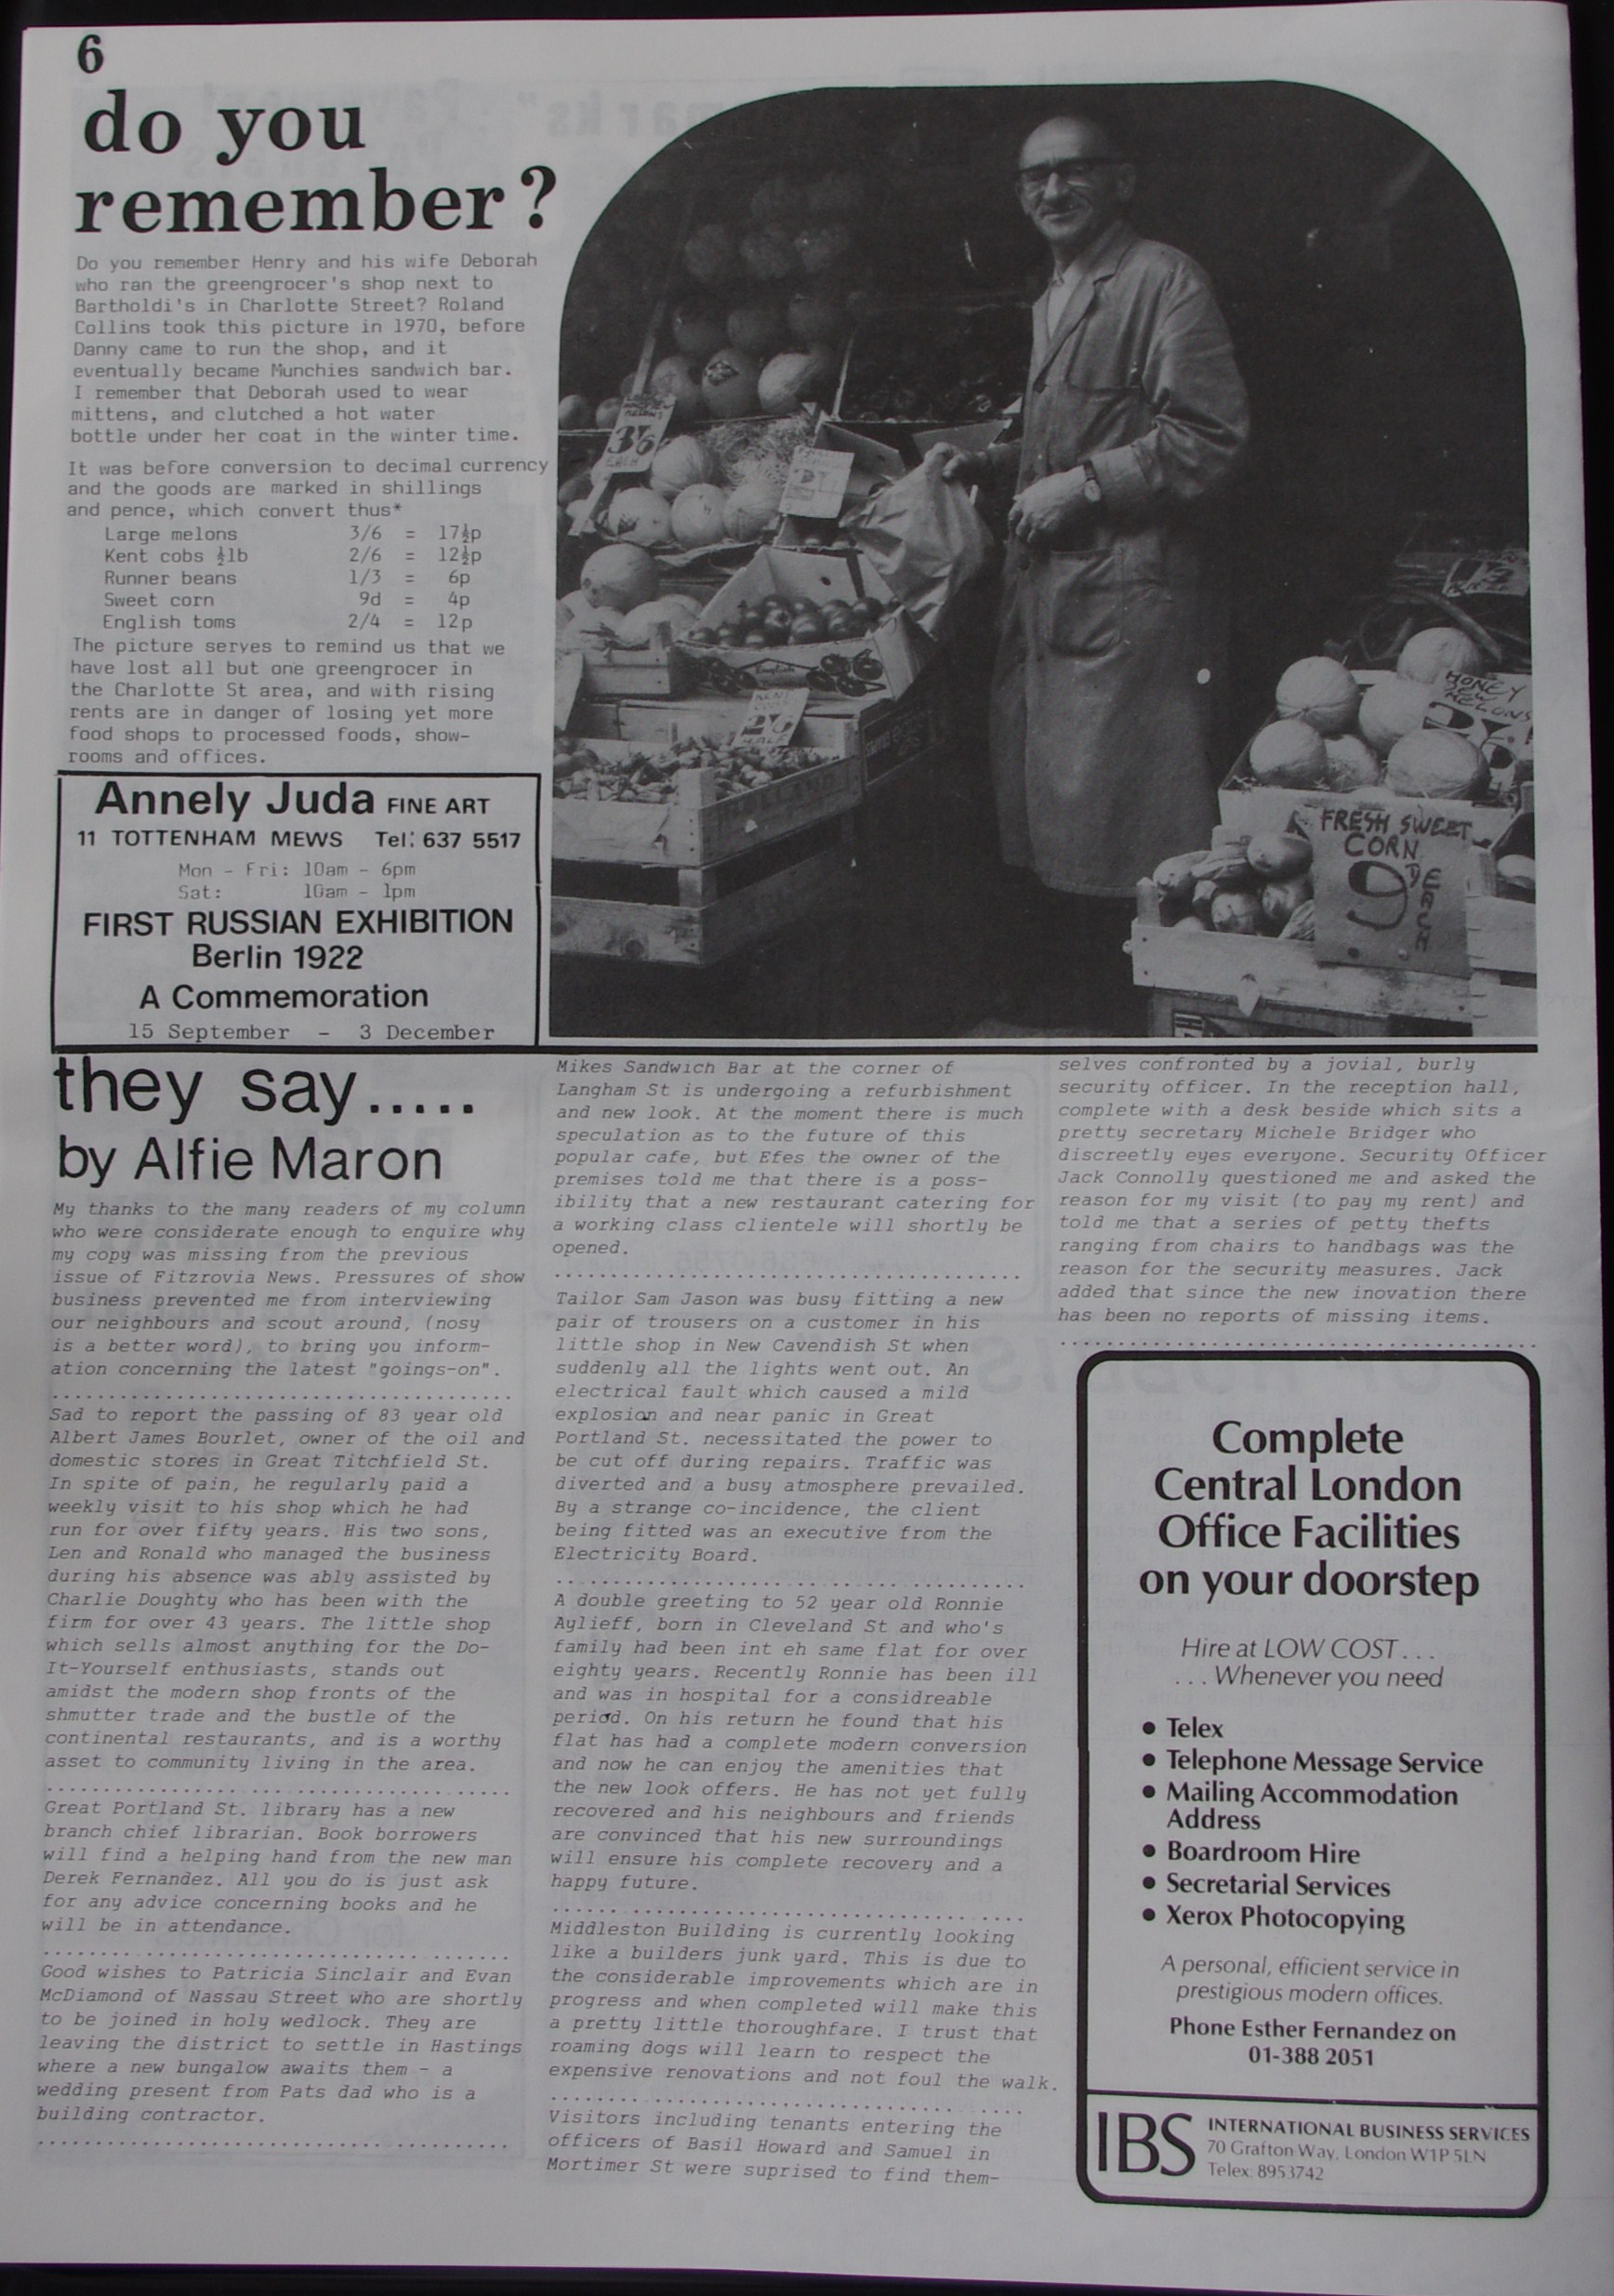 6
do you
remember?
Do you remember Henry and his wife Deborah
who ran the greengrocer's shop next to
Bartholdi's in Charlotte Street? Roland
Collins took this picture in 1970, before
Danny came to run the shop, and it
eventually became Munchies sandwich bar.
I remember that Deborah used to wear
mittens, and clutched a hot water
bottle under her coat in the winter time.
It was before conversion to decimal currency
and the goods are marked in shillings
and pence, which convert thus*
Large melons 3/6 = 17½p
Kent cobs ½lb 2/6 = 12½p
Runner beans 1/3 = 6p
Sweet corn 9d = 4p
English toms 2/4 = 12p
The picture serves to remind us that we
have lost all but one greengrocer in
the Charlotte St area, and with rising
rents are in danger of losing yet more
food shops to processed foods, show-
rooms and offices.
3/6
EACH
English
KENT
2/6
HALF
HOLLAND
HONEY
DEW
MELONS
FRESH SWEET
CORN
9D
EACH
Annely Juda FINE ART
11 TOTTENHAM MEWS Tel: 637 5517
Mon - Fri: 10am - 6pm
Sat: 10am - 1pm
FIRST RUSSIAN EXHIBITION
Berlin 1922
A Commemoration
15 September - 3 December
they say.....
by Alfie Maron
My thanks to the many readers of my column
who were considerate enough to enquire why
my copy was missing from the previous
issue of Fitzrovia News. Pressures of show
business prevented me from interviewing
our neighbours and scout around, (nosy
is a better word), to bring you inform-
ation concerning the latest "goings-on".
Sad to report the passing of 83 year old
Albert James Bourlet, owner of the oil and
domestic stores in Great Titchfield St.
In spite of pain, he regularly paid a
weekly visit to his shop which he had
run for over fifty years. His two sons,
Len and Ronald who managed the business
during his absence was ably assisted by
Charlie Doughty who has been with the
firm for over 43 years. The little shop
which sells almost anything for the Do-
It-Yourself enthusiasts, stands out
amidst the modern shop fronts of the
shmutter trade and the bustle of the
continental restaurants, and is a worthy
asset to community living in the area.
Great Portland St. library has a new
branch chief librarian. Book borrowers
will find a helping hand from the new man
Derek Fernandez. All you do is just ask
for any advice concerning books and he
will be in attendance.
Good wishes to Patricia Sinclair and Evan
McDiamond of Nassau Street who are shortly
to be joined in holy wedlock. They are
leaving the district to settle in Hastings
where a new bungalow awaits them - a
wedding present from Pats dad who is a
building contractor.
Mikes Sandwich Bar at the corner of
Langham St is undergoing a refurbishment
and new look. At the moment there is much
speculation as to the future of this
popular cafe, but Efes the owner of the
premises told me that there is a poss-
ibility that a new restaurant catering for
a working class clientele will shortly be
opened.
Tailor Sam Jason was busy fitting a new
pair of trousers on a customer in his
little shop in New Cavendish St when
suddenly all the lights went out. An
electrical fault which caused a mild
explosion and near panic in Great
Portland St. necessitated the power to
be cut off during repairs. Traffic was
diverted and a busy atmosphere prevailed.
By a strange co-incidence, the client
being fitted was an executive from the
Electricity Board.
A double greeting to 52 year old Ronnie
Aylieff, born in Cleveland St and who's
family had been int eh same flat for over
eighty years. Recently Ronnie has been ill
and was in hospital for a considreable
period. On his return he found that his
flat has had a complete modern conversion
and now he can enjoy the amenities that
the new look offers. He has not yet fully
recovered and his neighbours and friends
are convinced that his new surroundings
will ensure his complete recovery and a
happy future.
Middleston Building is currently looking
like a builders junk yard. This is due to
the considerable improvements which are in
progress and when completed will make this
a pretty little thoroughfare. I trust that
roaming dogs will learn to respect the
expensive renovations and not foul the walk.
Visitors including tenants entering the
officers of Basil Howard and Samuel in
Mortimer St were suprised to find them-
selves confronted by a jovial, burly
security officer. In the reception hall,
complete with a desk beside which sits a
pretty secretary Michele Bridger who
discreetly eyes everyone. Security Officer
Jack Connolly questioned me and asked the
reason for my visit (to pay my rent) and
told me that a series of petty thefts
ranging from chairs to handbags was the
reason for the security measures. Jack
added that since the new inovation there
has been no reports of missing items.
Complete
Central London
Office Facilities
on your doorstep
Hire at LOW COST...
...Whenever you need
• Telex
• Telephone Message Service
• Mailing Accommodation
Address
• Boardroom Hire
• Secretarial Services
• Xerox Photocopying
A personal, efficient service in
prestigious modern offices.
Phone Esther Fernandez on
01-388 2051
IBS INTERNATIONAL BUSINESS SERVICES
70 Grafton Way, London W1P 5LN
Telex: 8953742